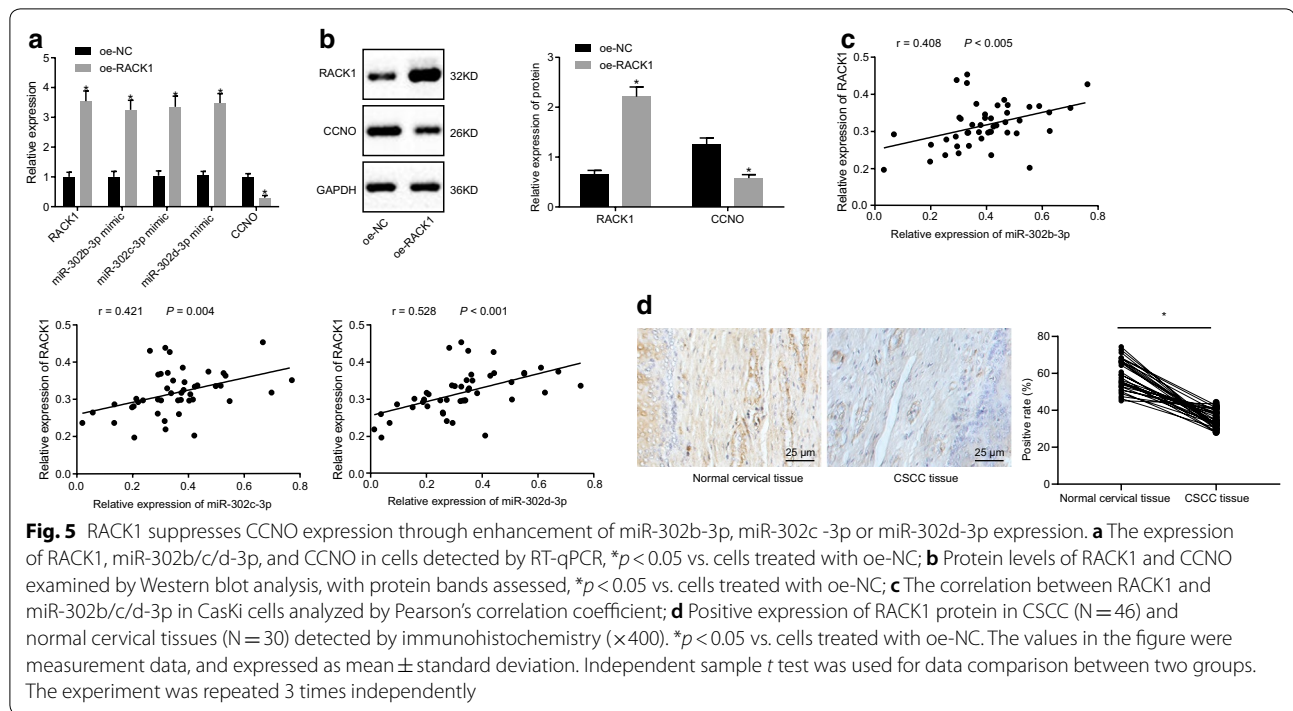 a
oe-NC
oe-RACK1
Relative expression
5
4
3
2
1
0
* * * * *
RACK1
miR-302b-3p mimic
miR-302c-3p mimic
miR-302d-3p mimic
CCNO
b
RACK1 32KD
CCNO 26KD
GAPDH 36KD
oe-NC oe-RACK1
oe-NC
oe-RACK1
Relative expression of protein
3
2
1
0
* *
RACK1 CCNO
c
r = 0.408 P < 0.005
Relative expression of RACK1
0.5
0.4
0.3
0.2
0.1
0.0
0.0 0.2 0.4 0.6 0.8
Relative expression of miR-302b-3p
r = 0.421 P = 0.004
Relative expression of RACK1
0.5
0.4
0.3
0.2
0.1
0.0
0.0 0.2 0.4 0.6 0.8
Relative expression of miR-302c-3p
r = 0.528 P < 0.001
Relative expression of RACK1
0.5
0.4
0.3
0.2
0.1
0.0
0.0 0.2 0.4 0.6 0.8
Relative expression of miR-302d-3p
d
25 µm
Normal cervical tissue
25 µm
CSCC tissue
*
Positive rate (%)
80
60
40
20
Normal cervical tissue CSCC tissue
Fig. 5 RACK1 suppresses CCNO expression through enhancement of miR-302b-3p, miR-302c -3p or miR-302d-3p expression. a The expression
of RACK1, miR-302b/c/d-3p, and CCNO in cells detected by RT-qPCR, *p < 0.05 vs. cells treated with oe-NC; b Protein levels of RACK1 and CCNO
examined by Western blot analysis, with protein bands assessed, *p < 0.05 vs. cells treated with oe-NC; c The correlation between RACK1 and
miR-302b/c/d-3p in CasKi cells analyzed by Pearson's correlation coefficient; d Positive expression of RACK1 protein in CSCC (N = 46) and
normal cervical tissues (N = 30) detected by immunohistochemistry (×400). *p < 0.05 vs. cells treated with oe-NC. The values in the figure were
measurement data, and expressed as mean ± standard deviation. Independent sample t test was used for data comparison between two groups.
The experiment was repeated 3 times independently